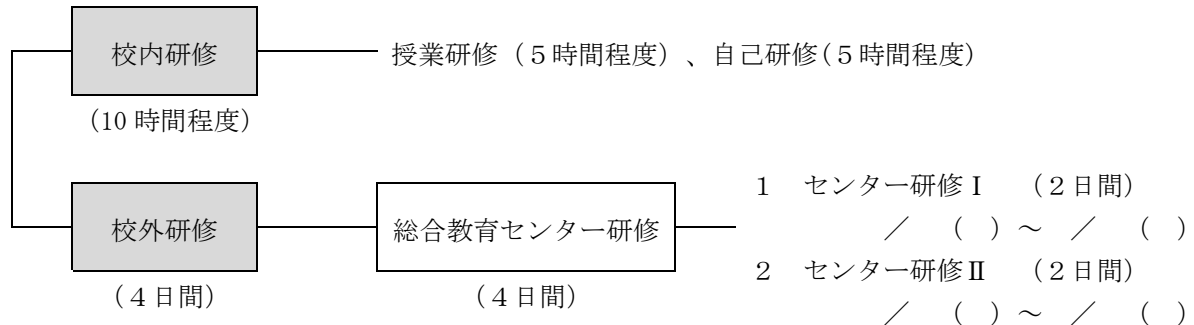 校内研修 授業研修（５時間程度）、自己研修（５時間程度）
（10 時間程度）
１ センター研修Ⅰ （２日間）
／ （ ）～ ／ （ ）
校外研修 総合教育センター研修
２ センター研修Ⅱ （２日間）
（４日間） （４日間）
／ （ ）～ ／ （ ）